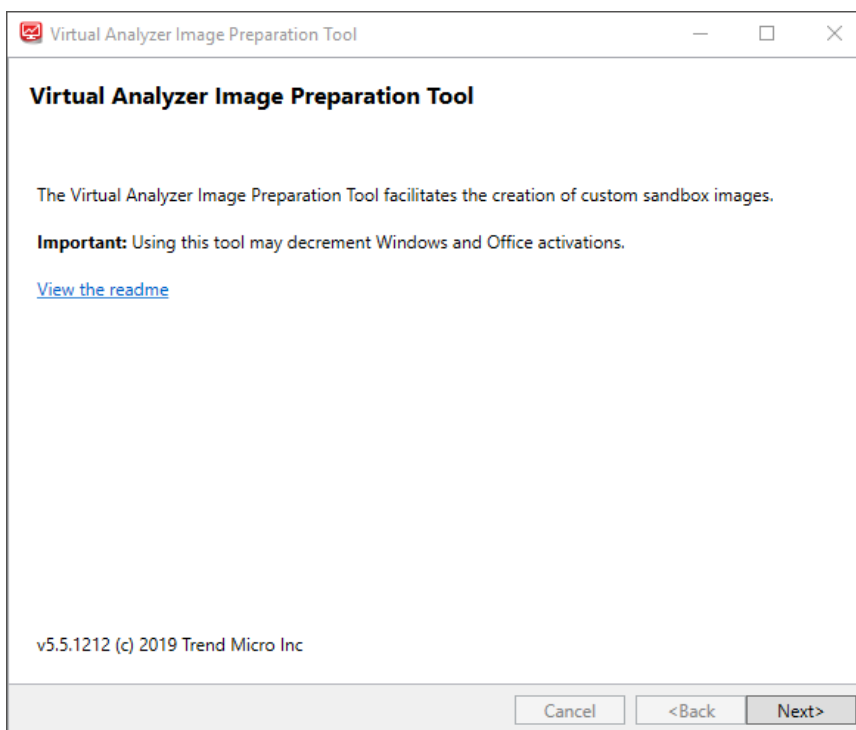 Virtual Analyzer Image Preparation Tool
Virtual Analyzer Image Preparation Tool
The Virtual Analyzer Image Preparation Tool facilitates the creation of custom sandbox images.
Important: Using this tool may decrement Windows and Office activations.
View the readme
v5.5.1212 (c) 2019 Trend Micro Inc
Cancel <Back Next>